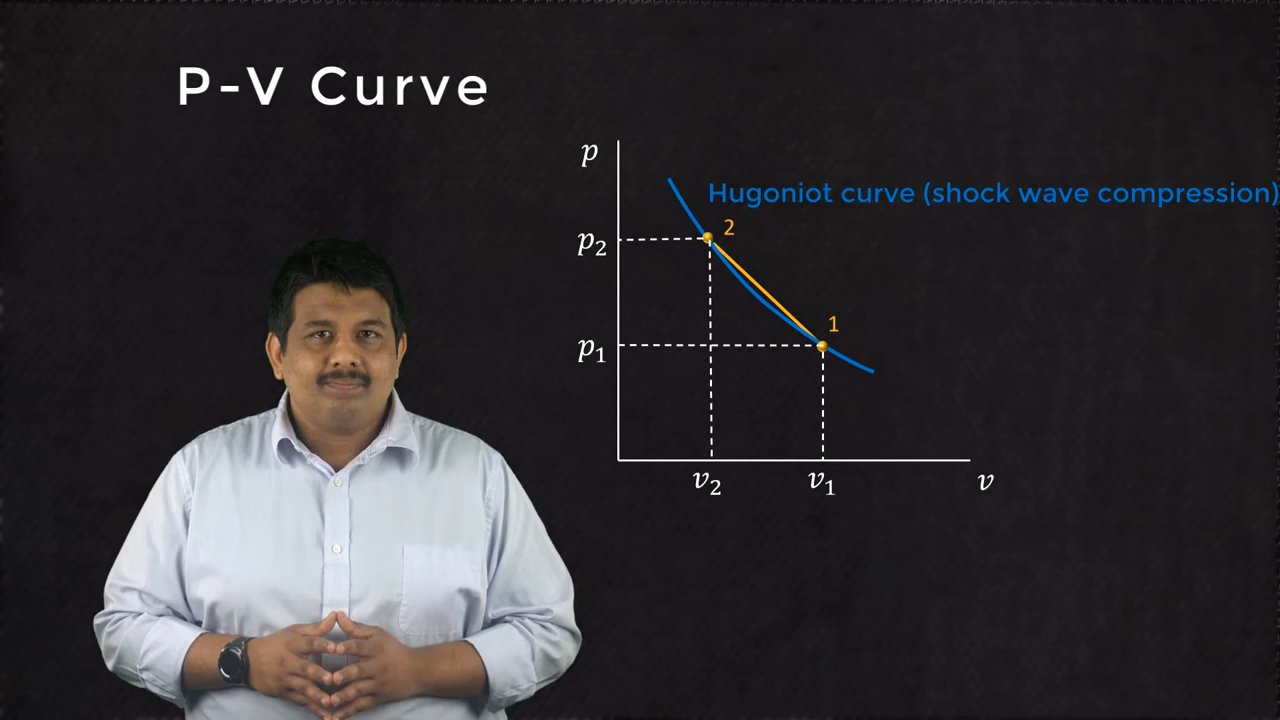 P-V Curve
p
Hugoniot curve (shock wave compression)
2
p₂
1
p₁
v₂
v₁
v